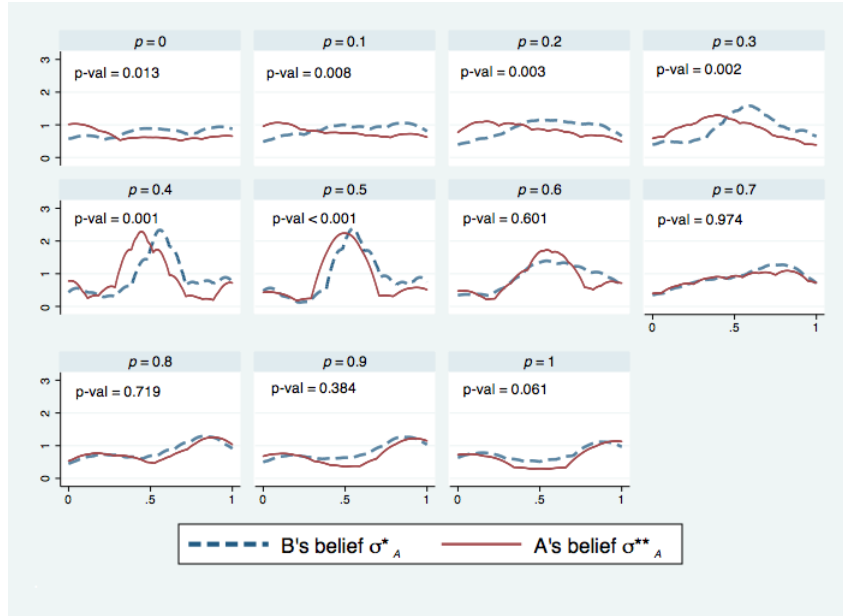 p = 0
p = 0.1
p = 0.2
p = 0.3
3
2
1
0
p-val = 0.013
p-val = 0.008
p-val = 0.003
p-val = 0.002
p = 0.4
p = 0.5
p = 0.6
p = 0.7
3
2
1
0
p-val = 0.001
p-val < 0.001
p-val = 0.601
p-val = 0.974
0 .5 1
p = 0.8
p = 0.9
p = 1
3
2
1
0
p-val = 0.719
p-val = 0.384
p-val = 0.061
0 .5 1
0 .5 1
0 .5 1
B's belief σ*A
A's belief σ**A